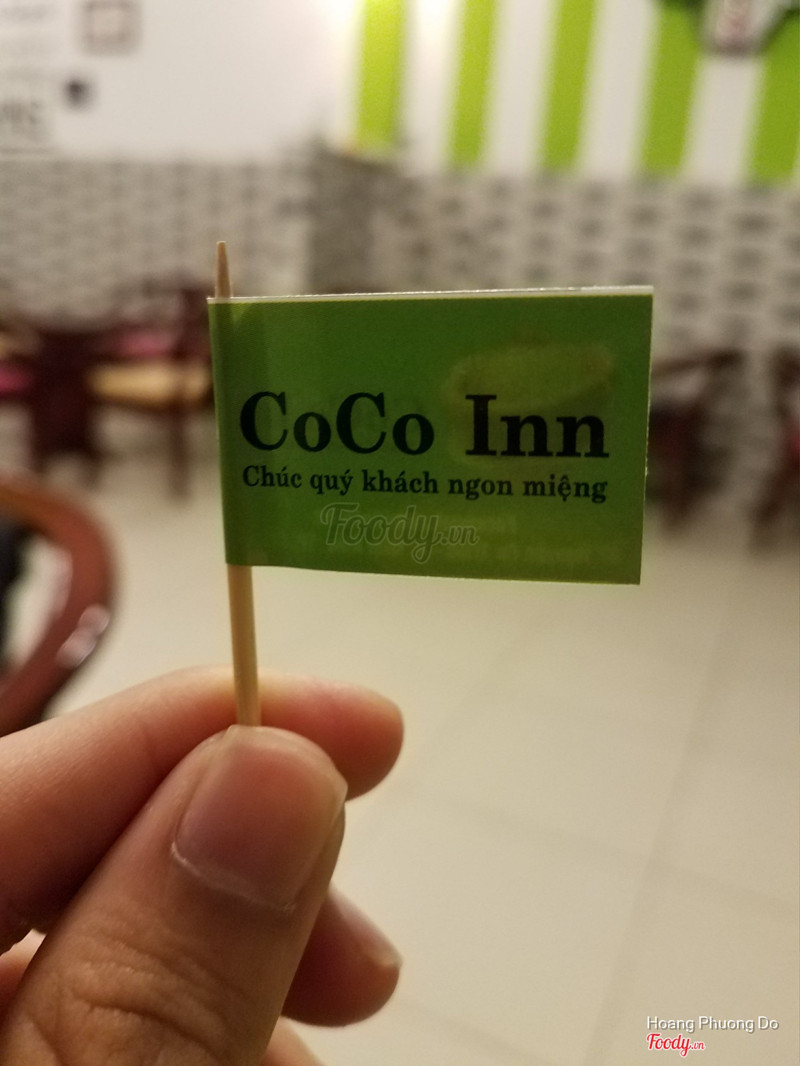 CoCo Inn
Chúc quý khách ngon miệng
Foody.vn
Hoang Phuong Do
Foody.vn